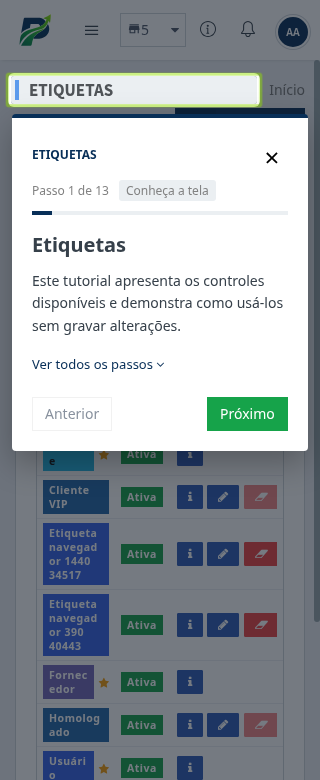 5
AA
ETIQUETAS
Início
ETIQUETAS
Passo 1 de 13
Conheça a tela
Etiquetas
Este tutorial apresenta os controles
disponíveis e demonstra como usá-los
sem gravar alterações.
Ver todos os passos
Anterior
Próximo
e
Ativa
Cliente
VIP
Ativa
Etiqueta
navegad
or 1440
34517
Ativa
Etiqueta
navegad
or 390
40443
Ativa
Fornec
edor
Ativa
Homolog
ado
Ativa
Usuári
o
Ativa